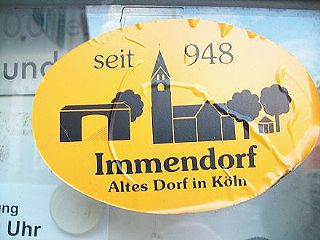 und
seit 948
Immendorf
Altes Dorf in Köln
Uhr